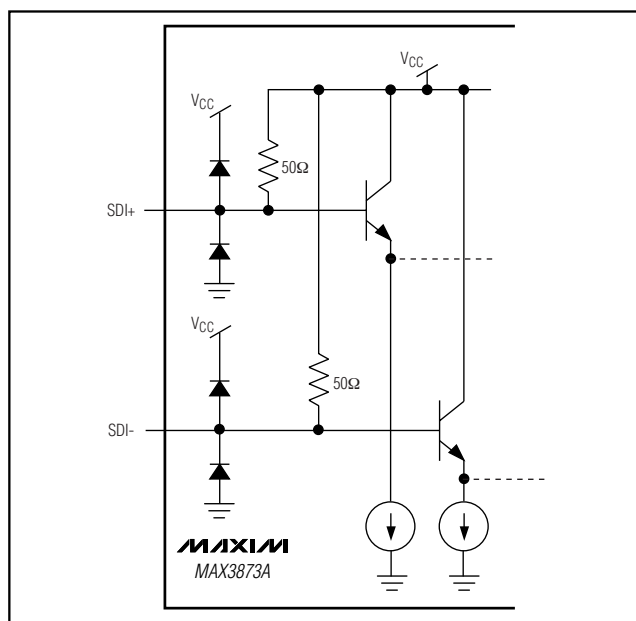 VCC
VCC
50Ω
SDI+
VCC
50Ω
SDI-
MAXIM
MAX3873A